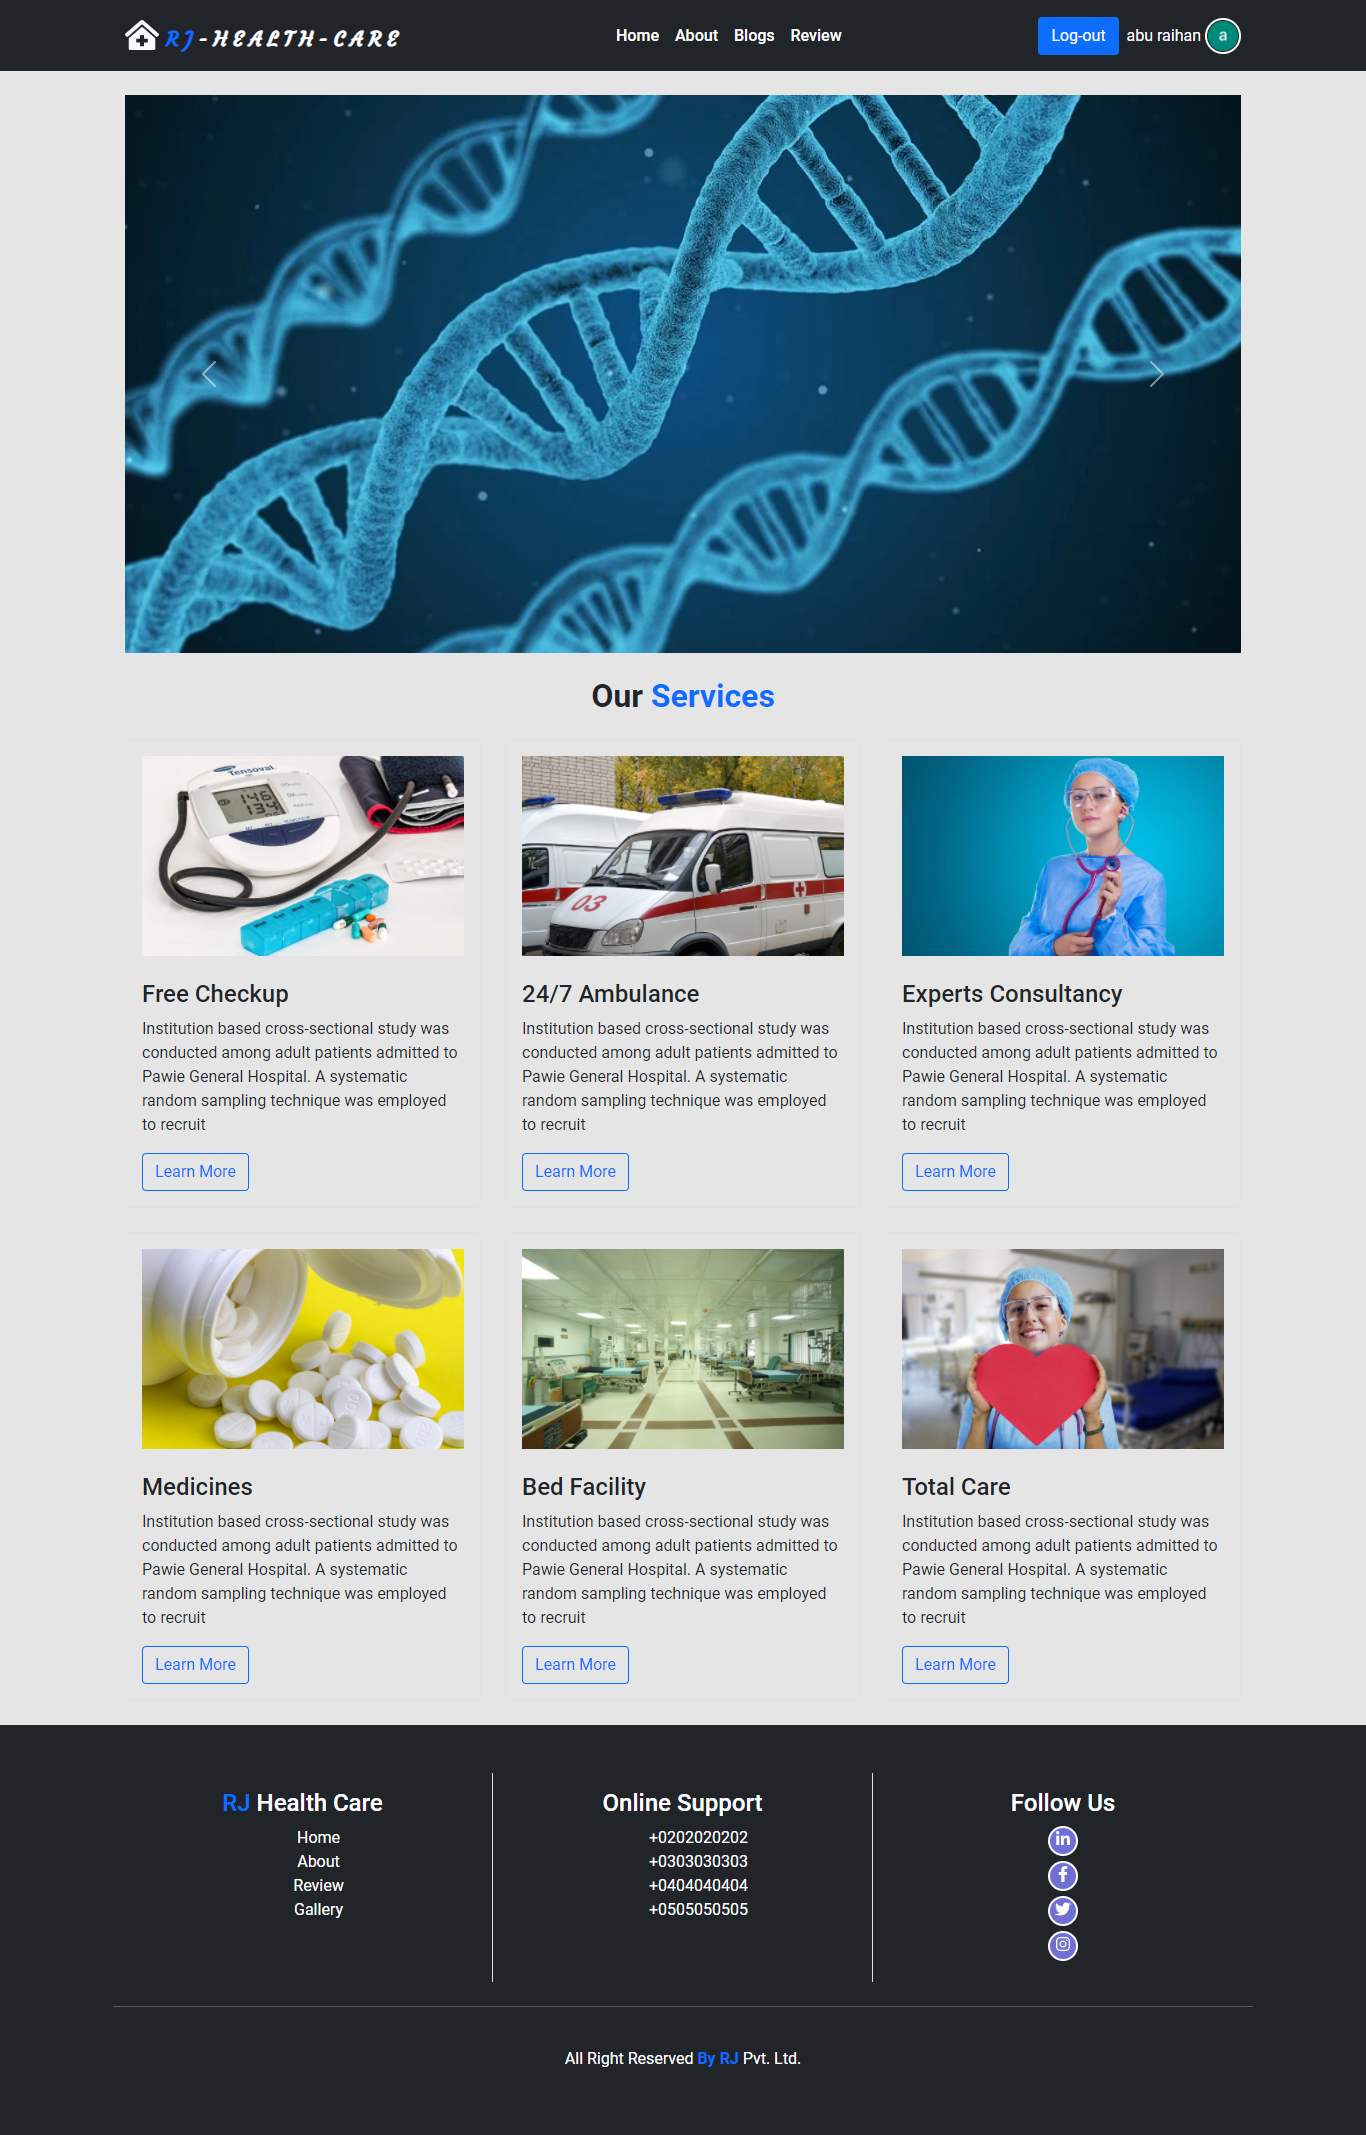 RJ-HEALTH-CARE
Home About Blogs Review
Log-out abu raihan a
Our Services
Tensoval
146
134
03
Free Checkup
Institution based cross-sectional study was
conducted among adult patients admitted to
Pawie General Hospital. A systematic
random sampling technique was employed
to recruit
Learn More
24/7 Ambulance
Institution based cross-sectional study was
conducted among adult patients admitted to
Pawie General Hospital. A systematic
random sampling technique was employed
to recruit
Learn More
Experts Consultancy
Institution based cross-sectional study was
conducted among adult patients admitted to
Pawie General Hospital. A systematic
random sampling technique was employed
to recruit
Learn More
Medicines
Institution based cross-sectional study was
conducted among adult patients admitted to
Pawie General Hospital. A systematic
random sampling technique was employed
to recruit
Learn More
Bed Facility
Institution based cross-sectional study was
conducted among adult patients admitted to
Pawie General Hospital. A systematic
random sampling technique was employed
to recruit
Learn More
Total Care
Institution based cross-sectional study was
conducted among adult patients admitted to
Pawie General Hospital. A systematic
random sampling technique was employed
to recruit
Learn More
RJ Health Care
Home
About
Review
Gallery
Online Support
+0202020202
+0303030303
+0404040404
+0505050505
Follow Us
All Right Reserved By RJ Pvt. Ltd.